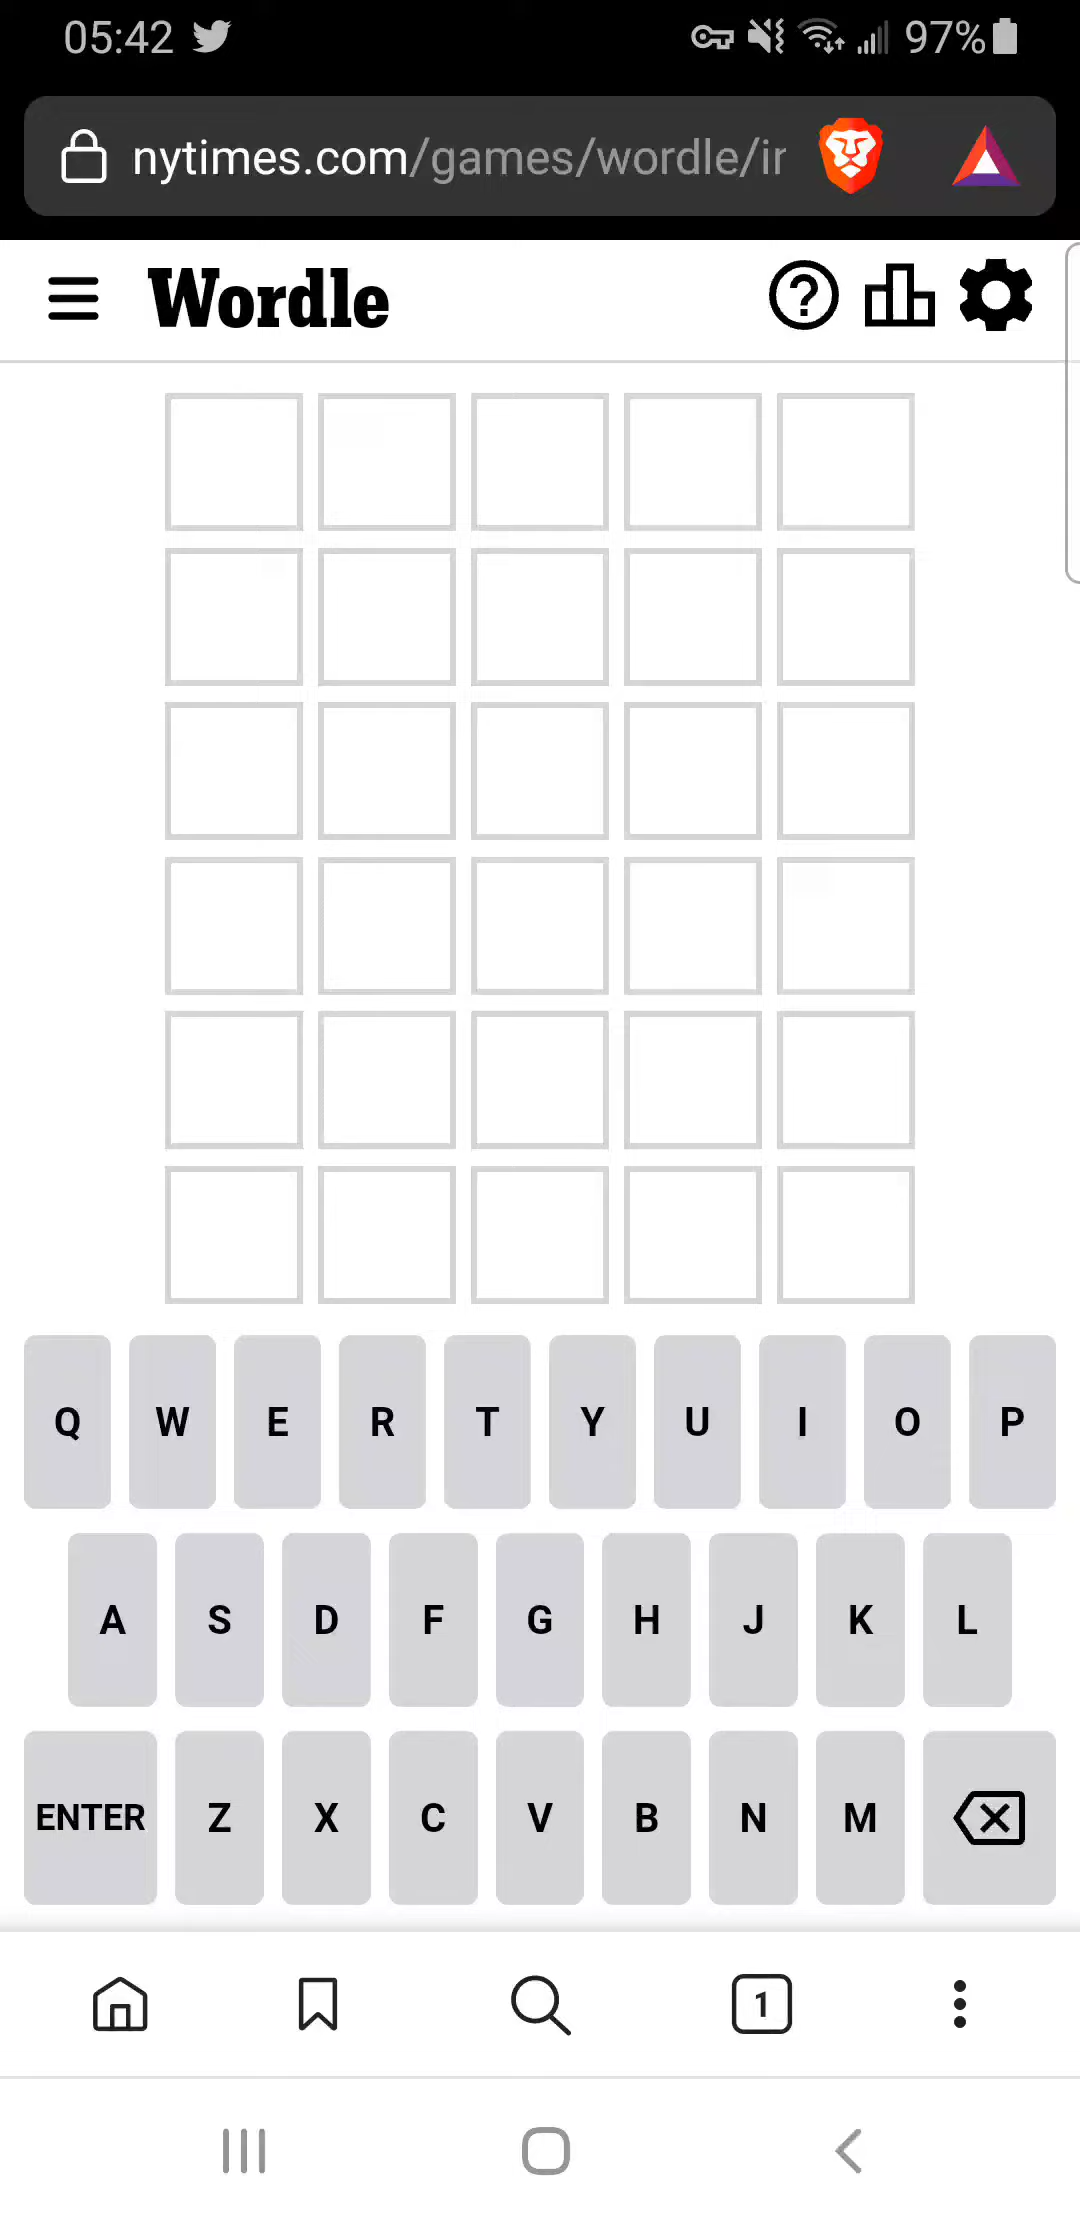 05:42 97%
nytimes.com/games/wordle/ir
Wordle
Q W E R T Y U I O P
A S D F G H J K L
ENTER Z X C V B N M
1